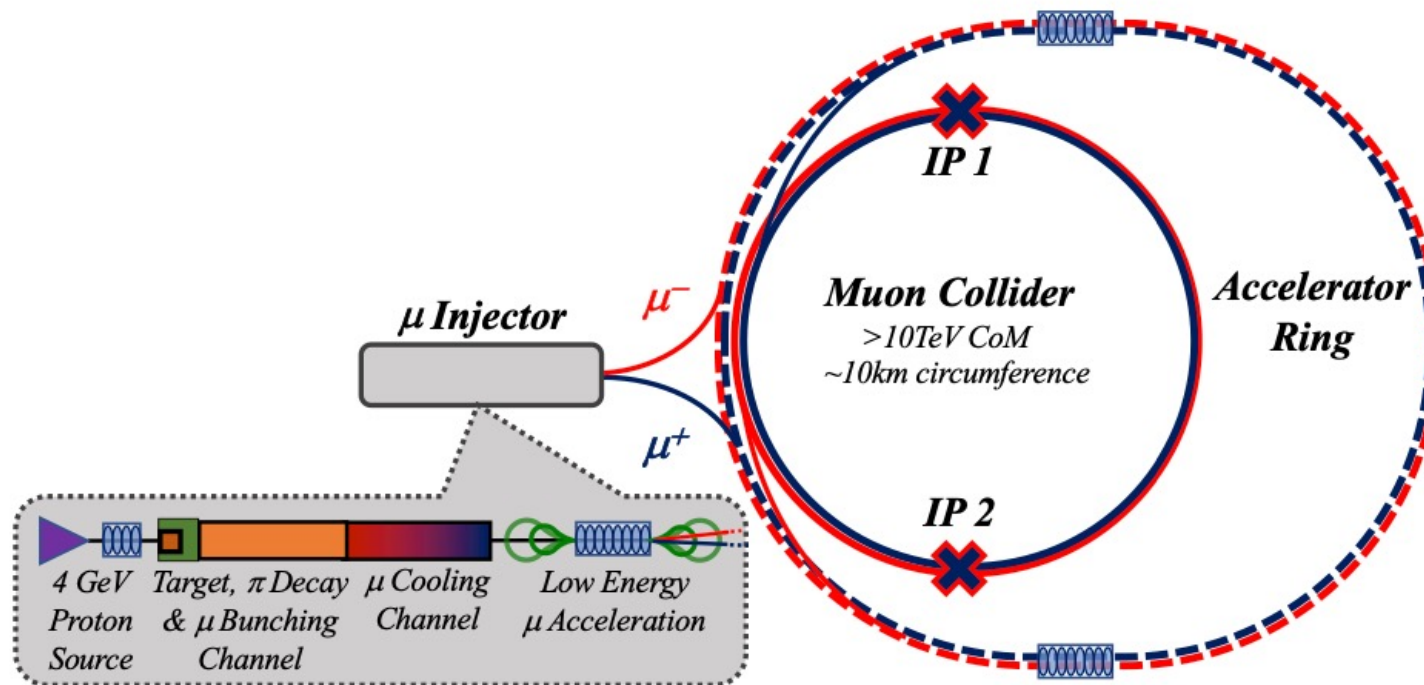 IP 1
Muon Collider
>10TeV CoM
~10km circumference
Accelerator
Ring
IP 2
μ Injector
μ⁻
μ⁺
4 GeV
Proton
Source
Target, π Decay
& μ Bunching
Channel
μ Cooling
Channel
Low Energy
μ Acceleration